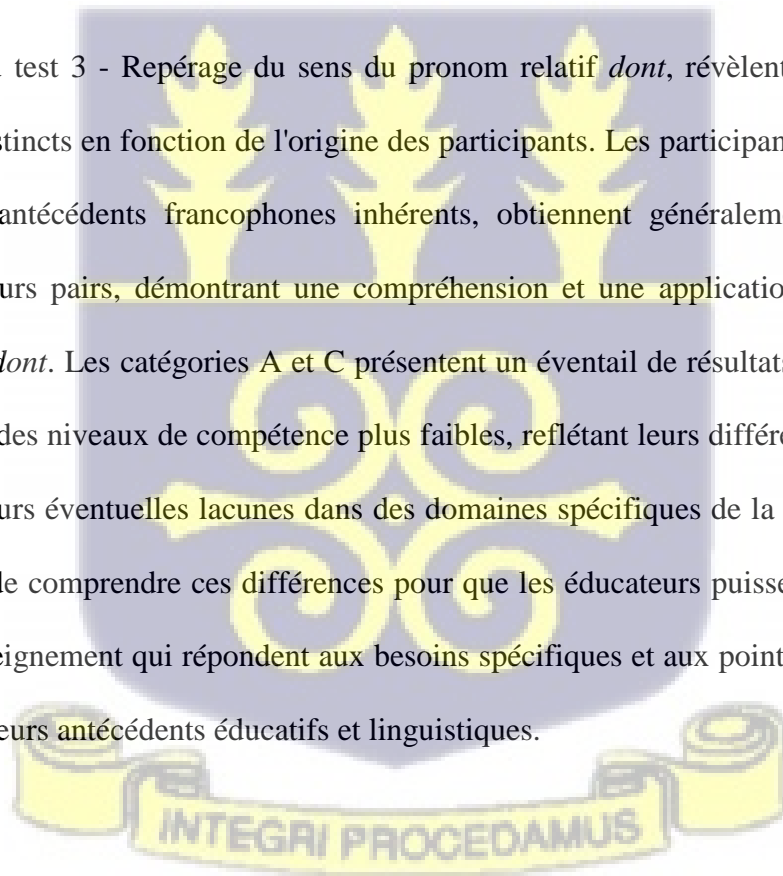 test 3 - Repérage du sens du pronom relatif dont, révèlent
stincts en fonction de l'origine des participants. Les participan
antécédents francophones inhérents, obtiennent généralem
urs pairs, démontrant une compréhension et une applicatio
dont. Les catégories A et C présentent un éventail de résultats
des niveaux de compétence plus faibles, reflétant leurs différe
urs éventuelles lacunes dans des domaines spécifiques de la
de comprendre ces différences pour que les éducateurs puisse
eignement qui répondent aux besoins spécifiques et aux point
eurs antécédents éducatifs et linguistiques.
INTEGRI PROCEDAMUS